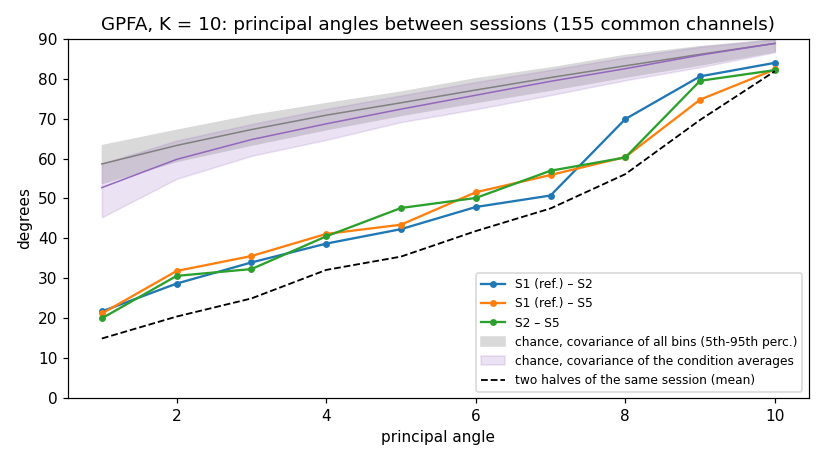 GPFA, K = 10: principal angles between sessions (155 common channels)
90
80
70
60
50
40
30
20
10
0
degrees
S1 (ref.) – S2
S1 (ref.) – S5
S2 – S5
chance, covariance of all bins (5th-95th perc.)
chance, covariance of the condition averages
two halves of the same session (mean)
2 4 6 8 10
principal angle